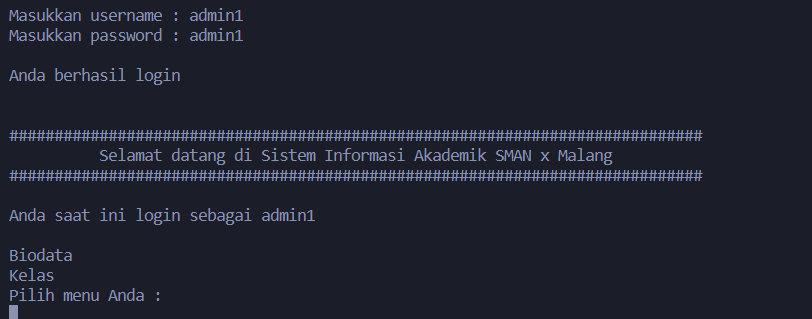 Masukkan username : admin1
Masukkan password : admin1
Anda berhasil login
#############################################################################
Selamat datang di Sistem Informasi Akademik SMAN x Malang
#############################################################################
Anda saat ini login sebagai admin1
Biodata
Kelas
Pilih menu Anda :